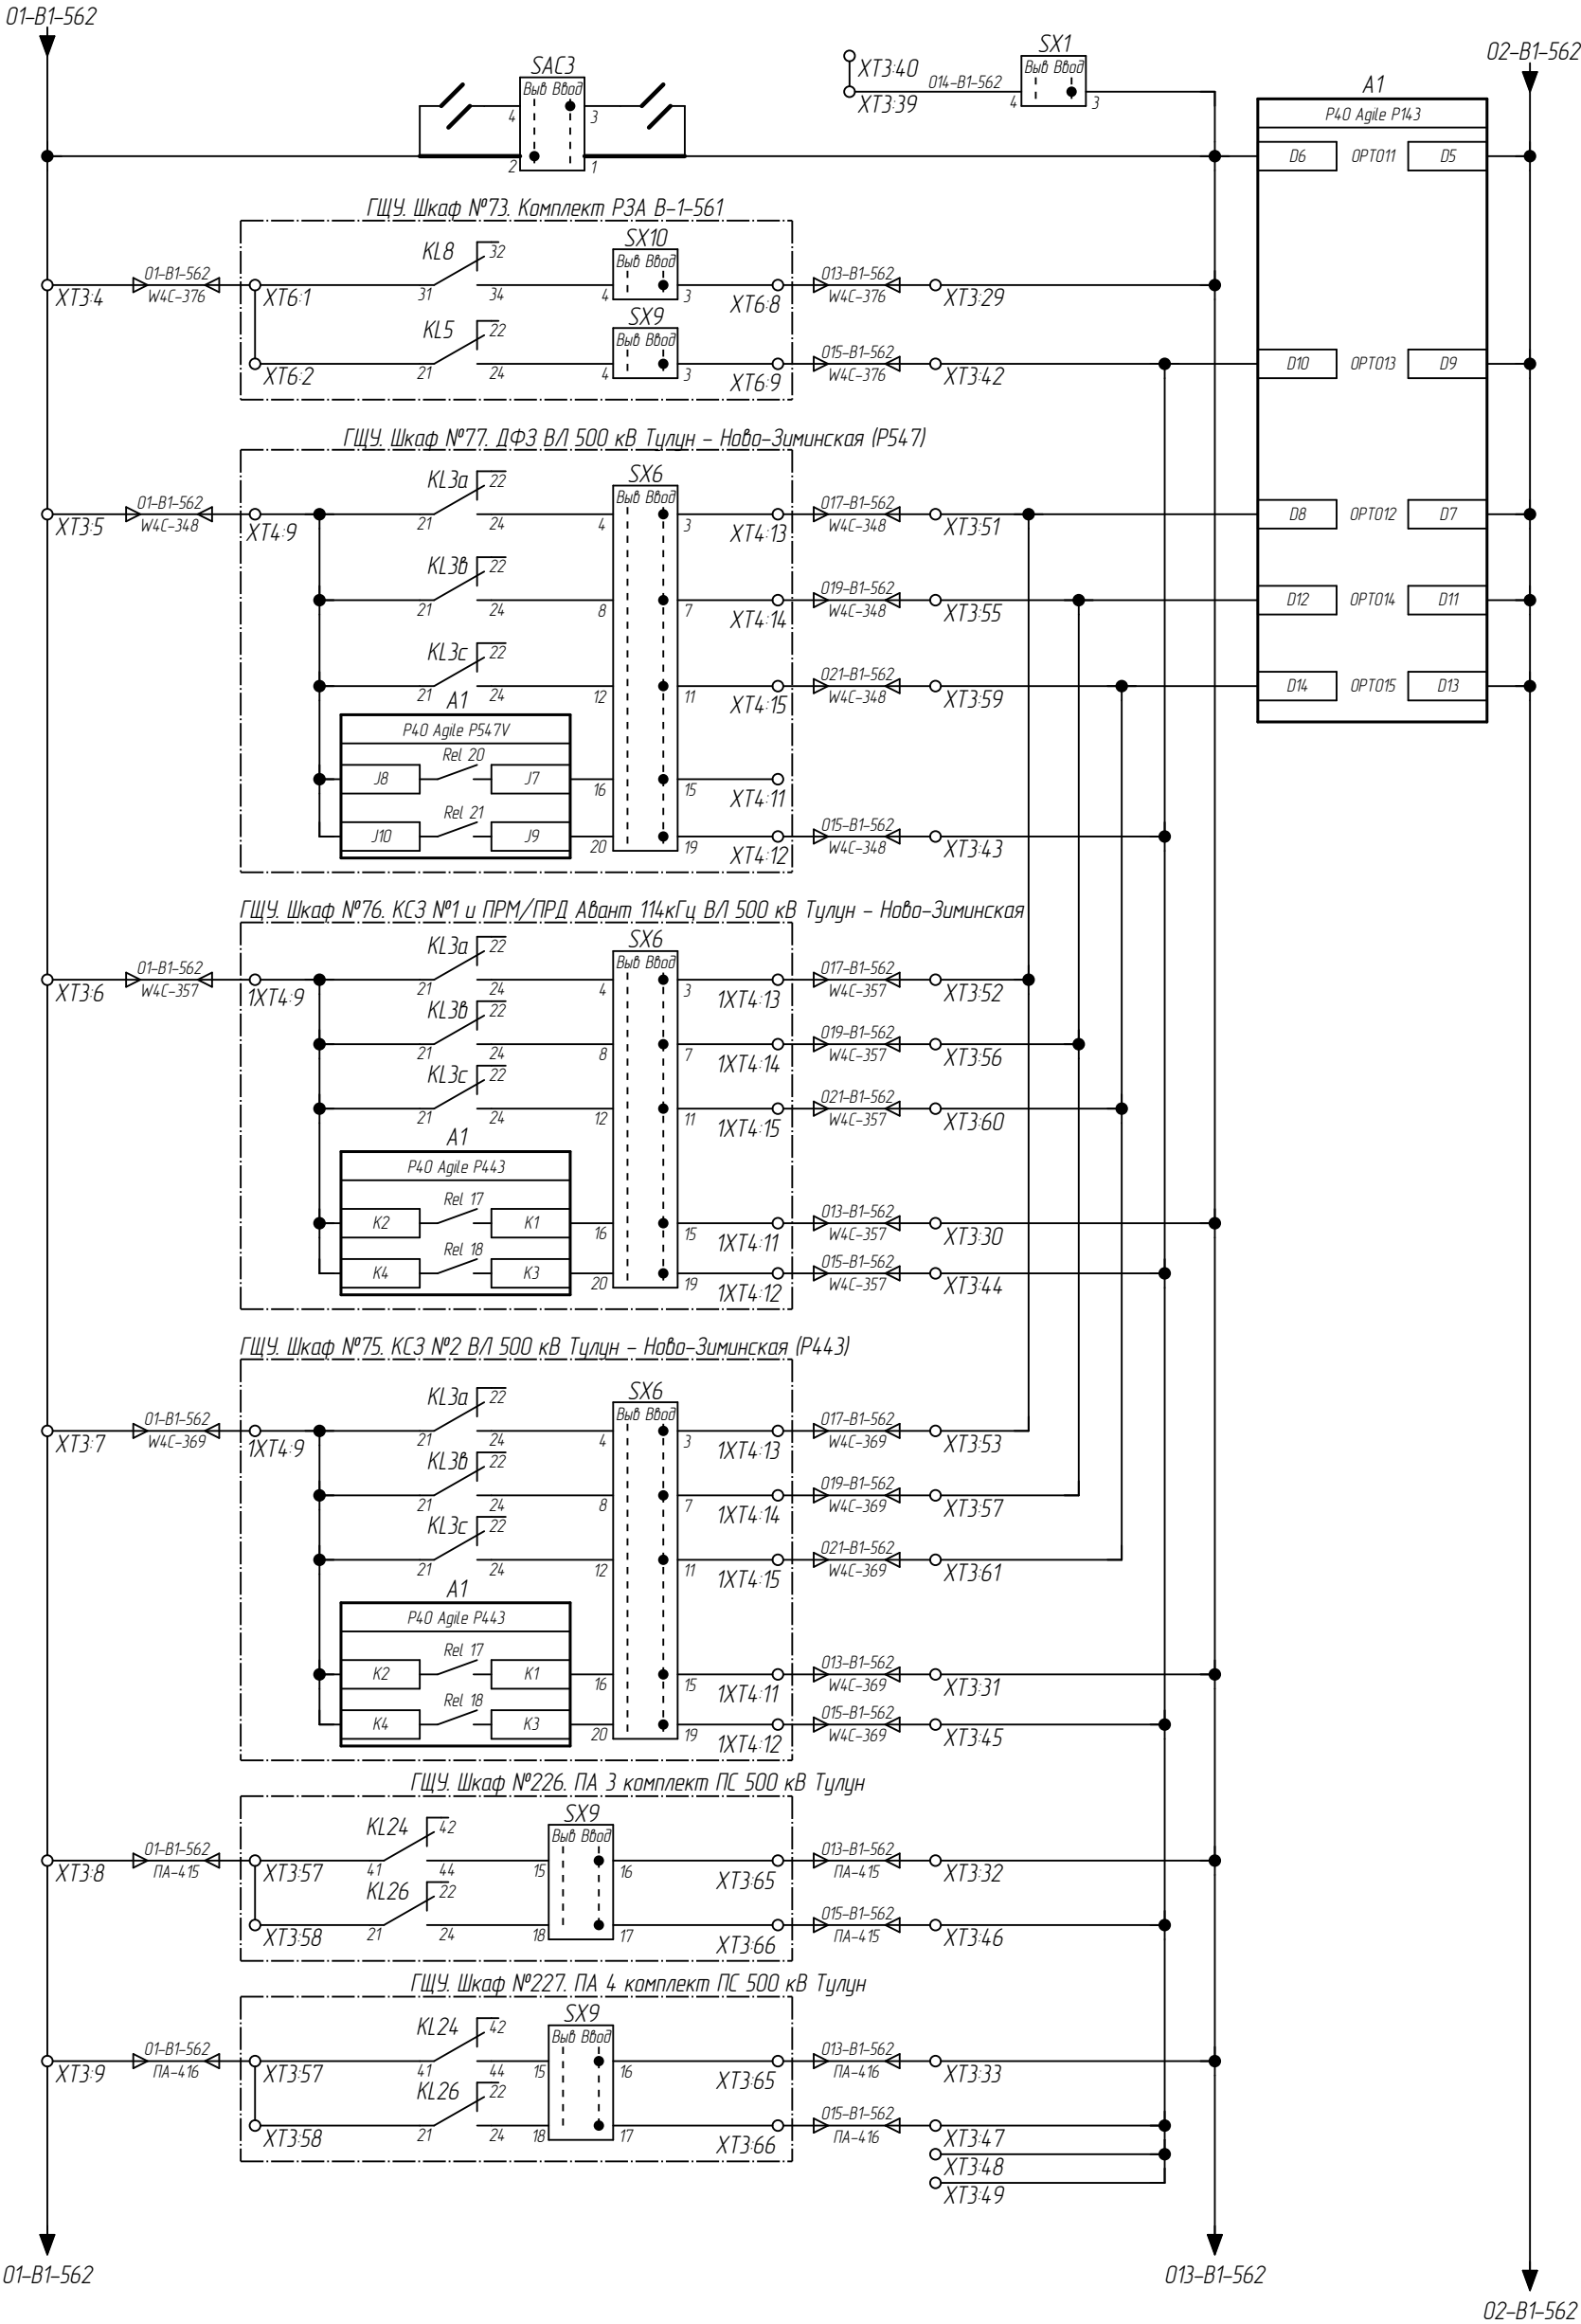 01-В1-562
02-В1-562
SAC3
Выв Ввод
4
3
2
1
XT3:40
XT3:39
014-В1-562
SX1
Выв Ввод
4
3
A1
P40 Agile P143
D6 OPTO11 D5
D10 OPTO13 D9
D8 OPTO12 D7
D12 OPTO14 D11
D14 OPTO15 D13
ГЩУ. Шкаф №73. Комплект РЗА В-1-561
XT3:4
01-В1-562
W4C-376
XT6:1
KL8
32
31
34
SX10
Выв Ввод
4
3
XT6:8
013-В1-562
W4C-376
XT3:29
XT6:2
KL5
22
21
24
SX9
Выв Ввод
4
3
XT6:9
015-В1-562
W4C-376
XT3:42
ГЩУ. Шкаф №77. ДФЗ ВЛ 500 кВ Тулун - Ново-Зиминская (P547)
XT3:5
01-В1-562
W4C-348
XT4:9
KL3a
22
21
24
SX6
Выв Ввод
4
3
XT4:13
017-В1-562
W4C-348
XT3:51
KL3в
22
21
24
8
7
XT4:14
019-В1-562
W4C-348
XT3:55
KL3c
22
21
24
12
11
XT4:15
021-В1-562
W4C-348
XT3:59
A1
P40 Agile P547V
J8
Rel 20
J7
16
15
XT4:11
J10
Rel 21
J9
20
19
XT4:12
015-В1-562
W4C-348
XT3:43
ГЩУ. Шкаф №76. КСЗ №1 и ПРМ/ПРД Авант 114кГц ВЛ 500 кВ Тулун - Ново-Зиминская
XT3:6
01-В1-562
W4C-357
1XT4:9
KL3a
22
21
24
SX6
Выв Ввод
4
3
1XT4:13
017-В1-562
W4C-357
XT3:52
KL3в
22
21
24
8
7
1XT4:14
019-В1-562
W4C-357
XT3:56
KL3c
22
21
24
12
11
1XT4:15
021-В1-562
W4C-357
XT3:60
A1
P40 Agile P443
K2
Rel 17
K1
16
15
1XT4:11
013-В1-562
W4C-357
XT3:30
K4
Rel 18
K3
20
19
1XT4:12
015-В1-562
W4C-357
XT3:44
ГЩУ. Шкаф №75. КСЗ №2 ВЛ 500 кВ Тулун - Ново-Зиминская (P443)
XT3:7
01-В1-562
W4C-369
1XT4:9
KL3a
22
21
24
SX6
Выв Ввод
4
3
1XT4:13
017-В1-562
W4C-369
XT3:53
KL3в
22
21
24
8
7
1XT4:14
019-В1-562
W4C-369
XT3:57
KL3c
22
21
24
12
11
1XT4:15
021-В1-562
W4C-369
XT3:61
A1
P40 Agile P443
K2
Rel 17
K1
16
15
1XT4:11
013-В1-562
W4C-369
XT3:31
K4
Rel 18
K3
20
19
1XT4:12
015-В1-562
W4C-369
XT3:45
ГЩУ. Шкаф №226. ПА 3 комплект ПС 500 кВ Тулун
XT3:8
01-В1-562
ПА-415
XT3:57
KL24
42
41
44
SX9
Выв Ввод
15
16
XT3:65
013-В1-562
ПА-415
XT3:32
XT3:58
KL26
22
21
24
18
17
XT3:66
015-В1-562
ПА-415
XT3:46
ГЩУ. Шкаф №227. ПА 4 комплект ПС 500 кВ Тулун
XT3:9
01-В1-562
ПА-416
XT3:57
KL24
42
41
44
SX9
Выв Ввод
15
16
XT3:65
013-В1-562
ПА-416
XT3:33
XT3:58
KL26
22
21
24
18
17
XT3:66
015-В1-562
ПА-416
XT3:47
XT3:48
XT3:49
01-В1-562
013-В1-562
02-В1-562